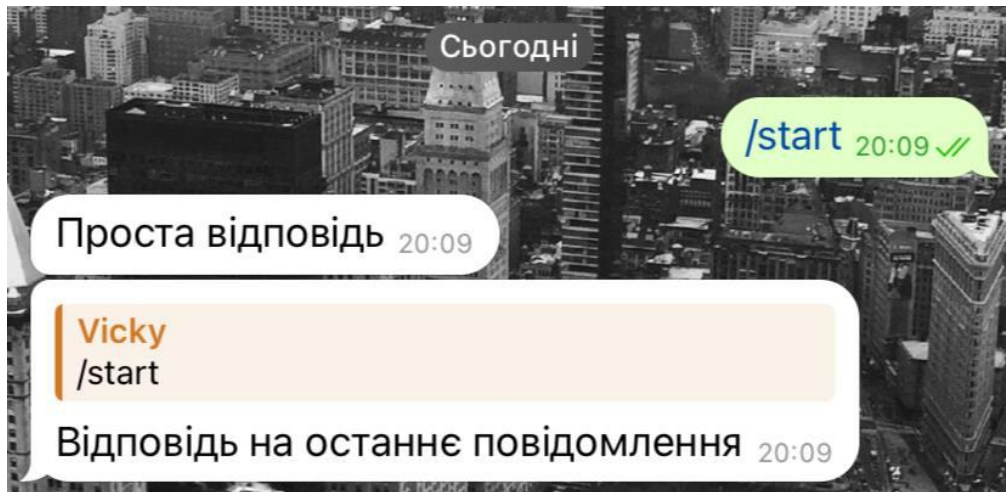 Сьогодні
/start 20:09
Проста відповідь 20:09
Vicky
/start
Відповідь на останнє повідомлення 20:09